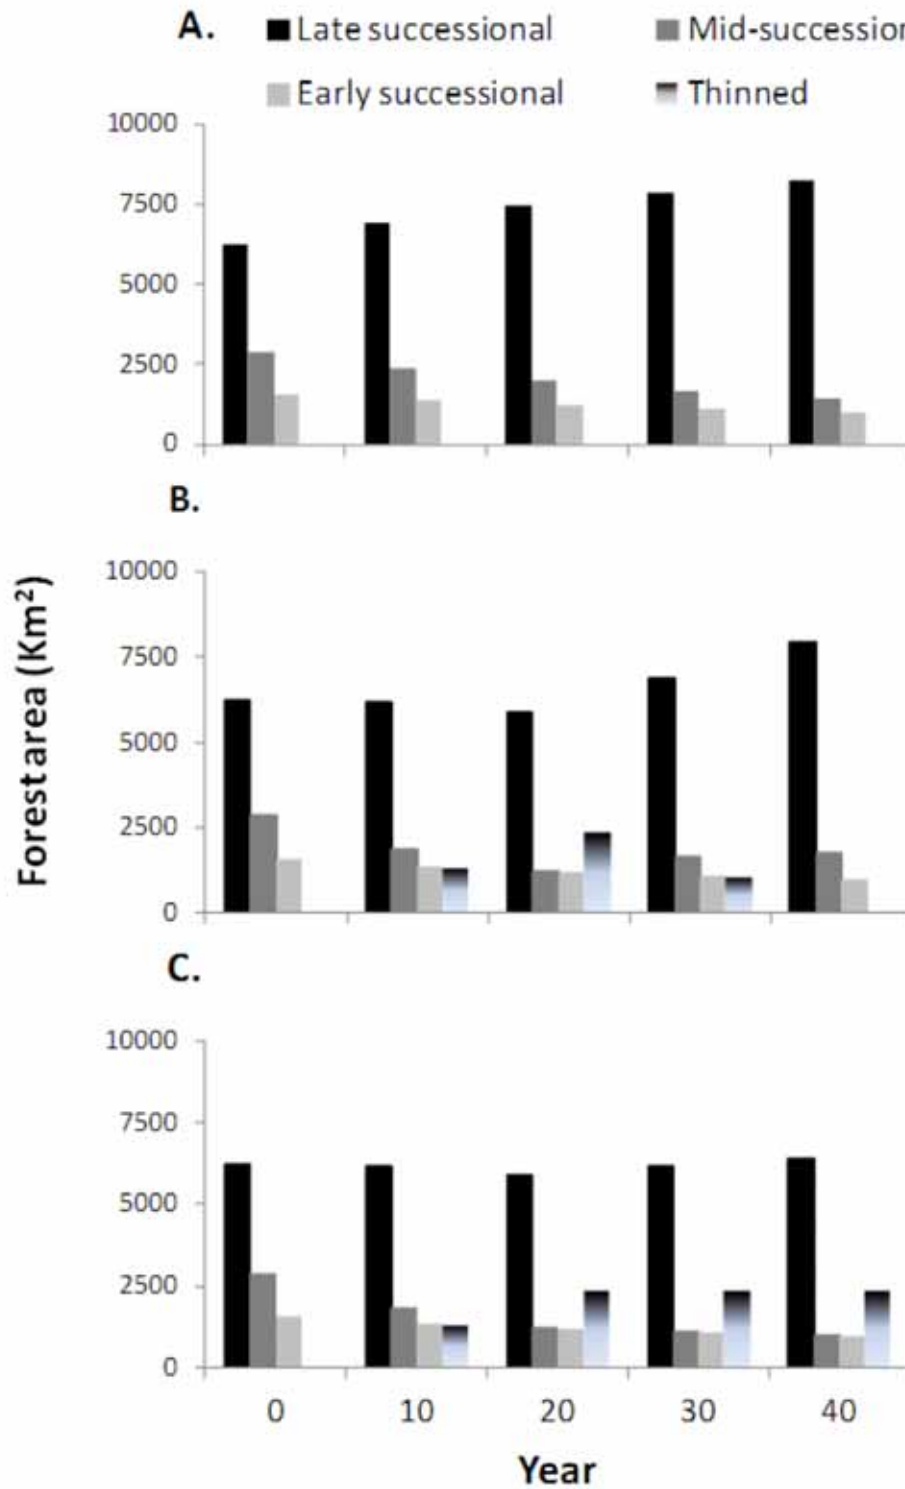 A. Late successional Mid-succession
Early successional Thinned
10000
7500
5000
2500
0
B.
10000
7500
5000
2500
0
Forest area (Km²)
C.
10000
7500
5000
2500
0
0 10 20 30 40
Year